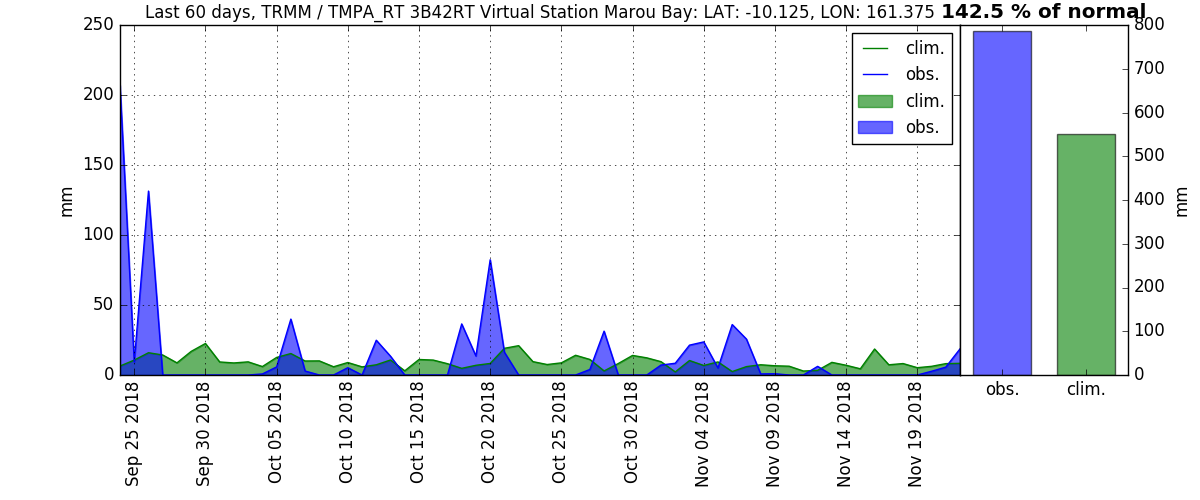 Last 60 days, TRMM / TMPA_RT 3B42RT Virtual Station Marou Bay: LAT: -10.125, LON: 161.375 142.5 % of normal
250
200
150
100
50
0
mm
clim.
obs.
clim.
obs.
800
700
600
500
400
300
200
100
0
mm
Sep 25 2018
Sep 30 2018
Oct 05 2018
Oct 10 2018
Oct 15 2018
Oct 20 2018
Oct 25 2018
Oct 30 2018
Nov 04 2018
Nov 09 2018
Nov 14 2018
Nov 19 2018
obs.
clim.